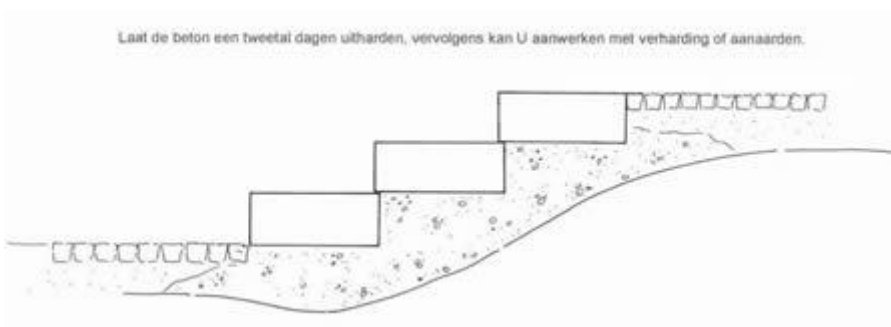 Laat de beton een tweetal dagen uitharden, vervolgens kan U aanwerken met verharding of aanaarden.